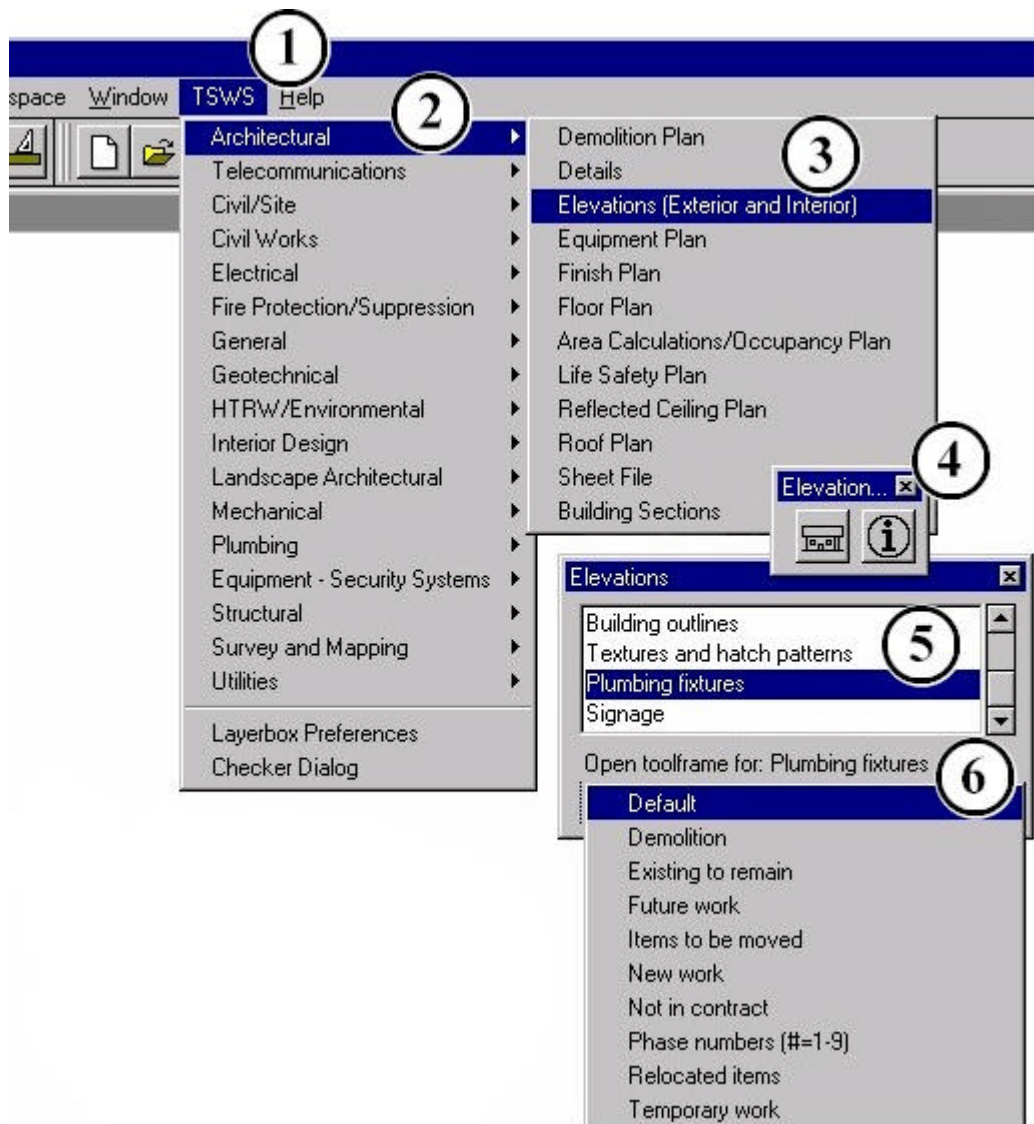 1
space Window TSWS Help
2
Architectural
Telecommunications
Civil/Site
Civil Works
Electrical
Fire Protection/Suppression
General
Geotechnical
HTRW/Environmental
Interior Design
Landscape Architectural
Mechanical
Plumbing
Equipment - Security Systems
Structural
Survey and Mapping
Utilities
Layerbox Preferences
Checker Dialog
3
Demolition Plan
Details
Elevations (Exterior and Interior)
Equipment Plan
Finish Plan
Floor Plan
Area Calculations/Occupancy Plan
Life Safety Plan
Reflected Ceiling Plan
Roof Plan
Sheet File
Building Sections
4
Elevation...
Elevations
5
Building outlines
Textures and hatch patterns
Plumbing fixtures
Signage
Open toolframe for: Plumbing fixtures
6
Default
Demolition
Existing to remain
Future work
Items to be moved
New work
Not in contract
Phase numbers (#=1-9)
Relocated items
Temporary work